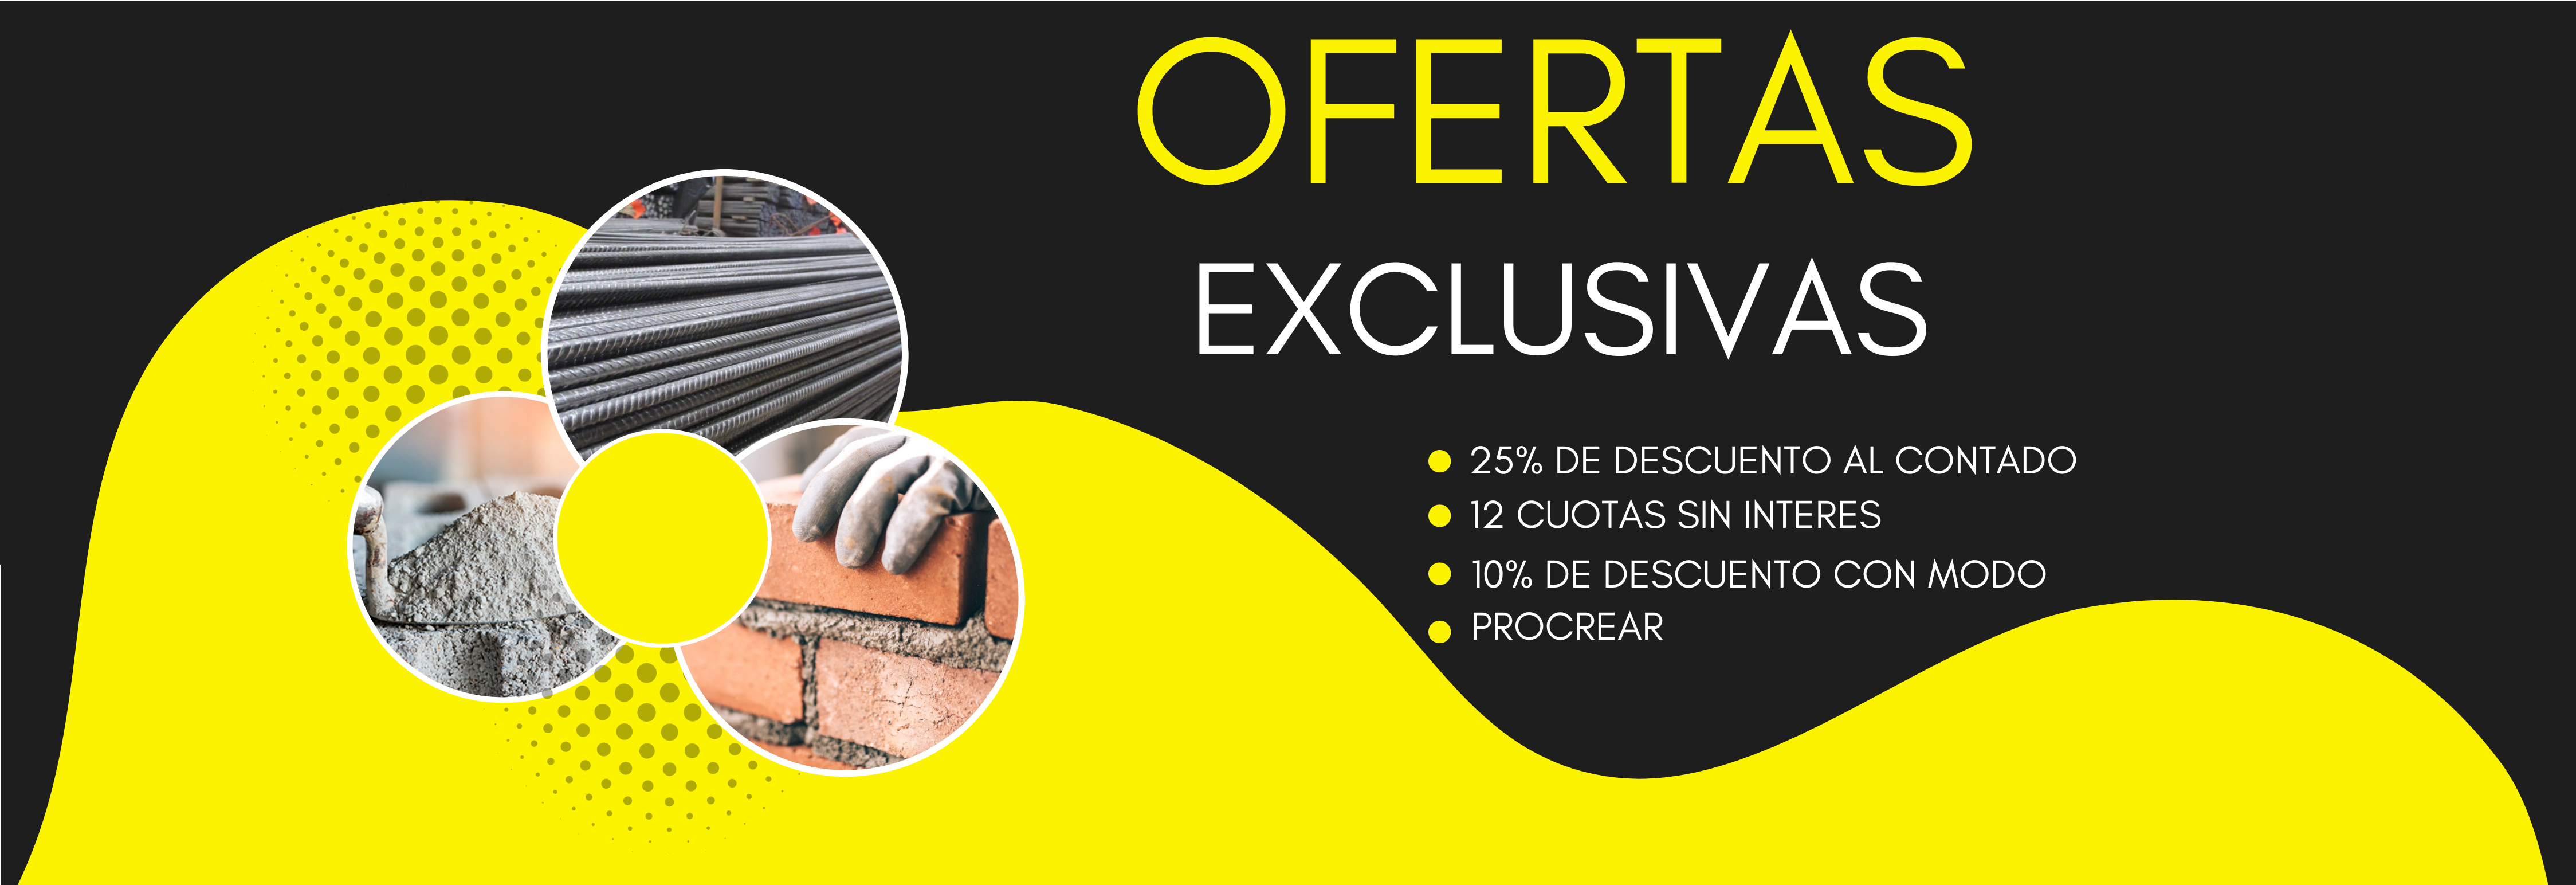 OFERTAS
EXCLUSIVAS
25% DE DESCUENTO AL CONTADO
12 CUOTAS SIN INTERES
10% DE DESCUENTO CON MODO
PROCREAR